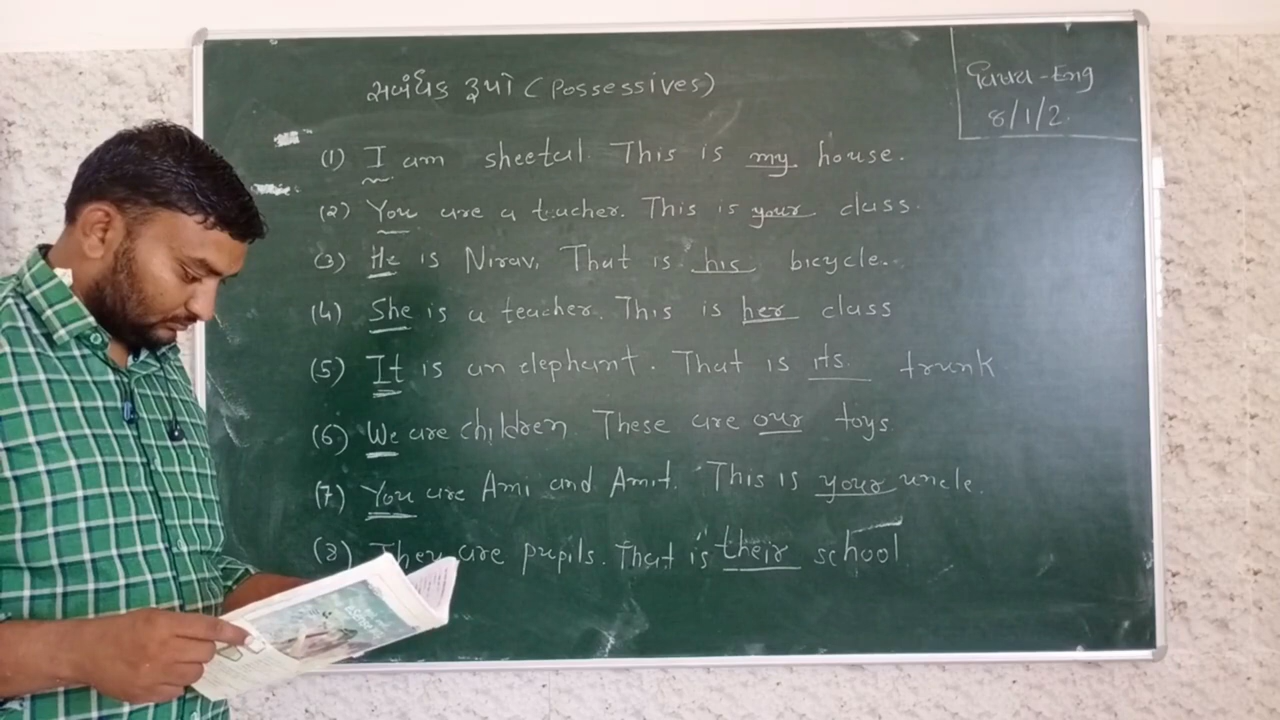 સબંધક રૂપો (Possessives)
વિષય - Eng
8/1/2
(1) I am sheetal. This is my house.
(2) You are a teacher. This is your class.
(3) He is Nirav. That is his bicycle.
(4) She is a teacher. This is her class
(5) It is an elephant. That is its trunk
(6) We are children. These are our toys
(7) You are Ami and Amit. This is your uncle.
(8) They are pupils. That is their school